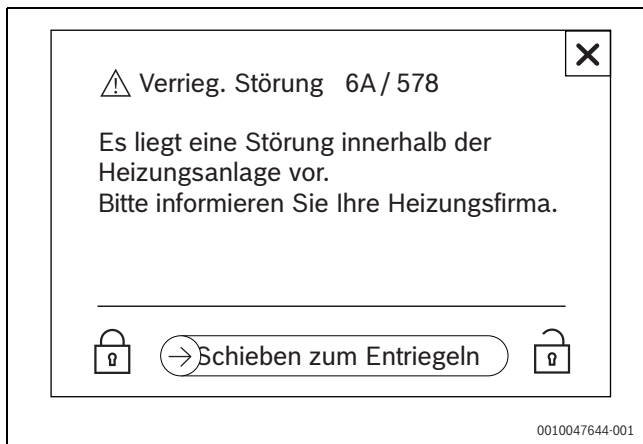 Verrieg. Störung 6A / 578
Es liegt eine Störung innerhalb der
Heizungsanlage vor.
Bitte informieren Sie Ihre Heizungsfirma.
Schieben zum Entriegeln
0010047644-001